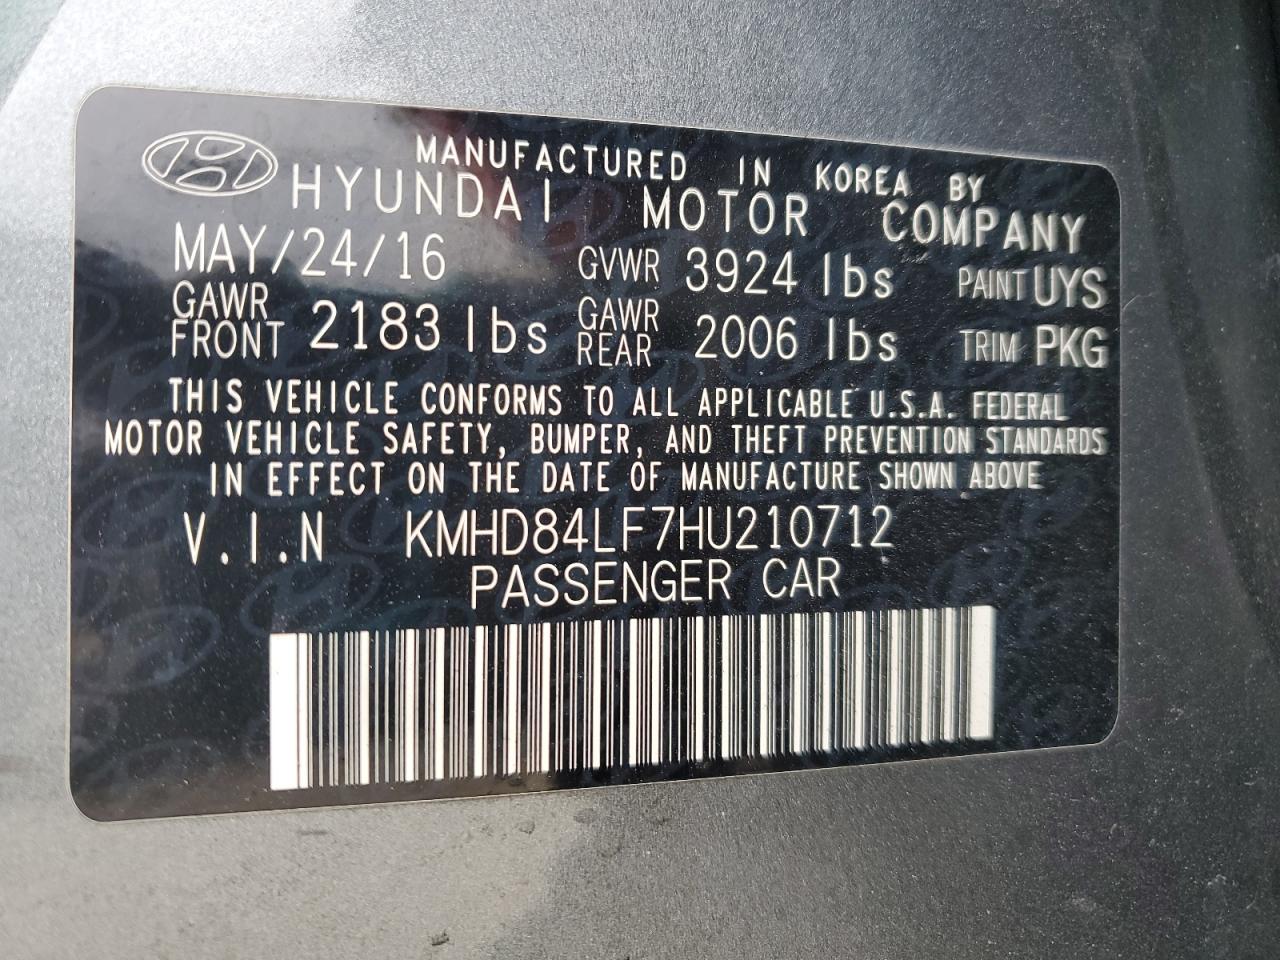 MANUFACTURED IN KOREA BY
HYUNDAI MOTOR COMPANY
MAY/24/16 GVWR 3924 lbs PAINT UYS
GAWR FRONT 2183 lbs GAWR REAR 2006 lbs TRIM PKG
THIS VEHICLE CONFORMS TO ALL APPLICABLE U.S.A. FEDERAL
MOTOR VEHICLE SAFETY, BUMPER, AND THEFT PREVENTION STANDARDS
IN EFFECT ON THE DATE OF MANUFACTURE SHOWN ABOVE
V.I.N KMHD84LF7HU210712
PASSENGER CAR